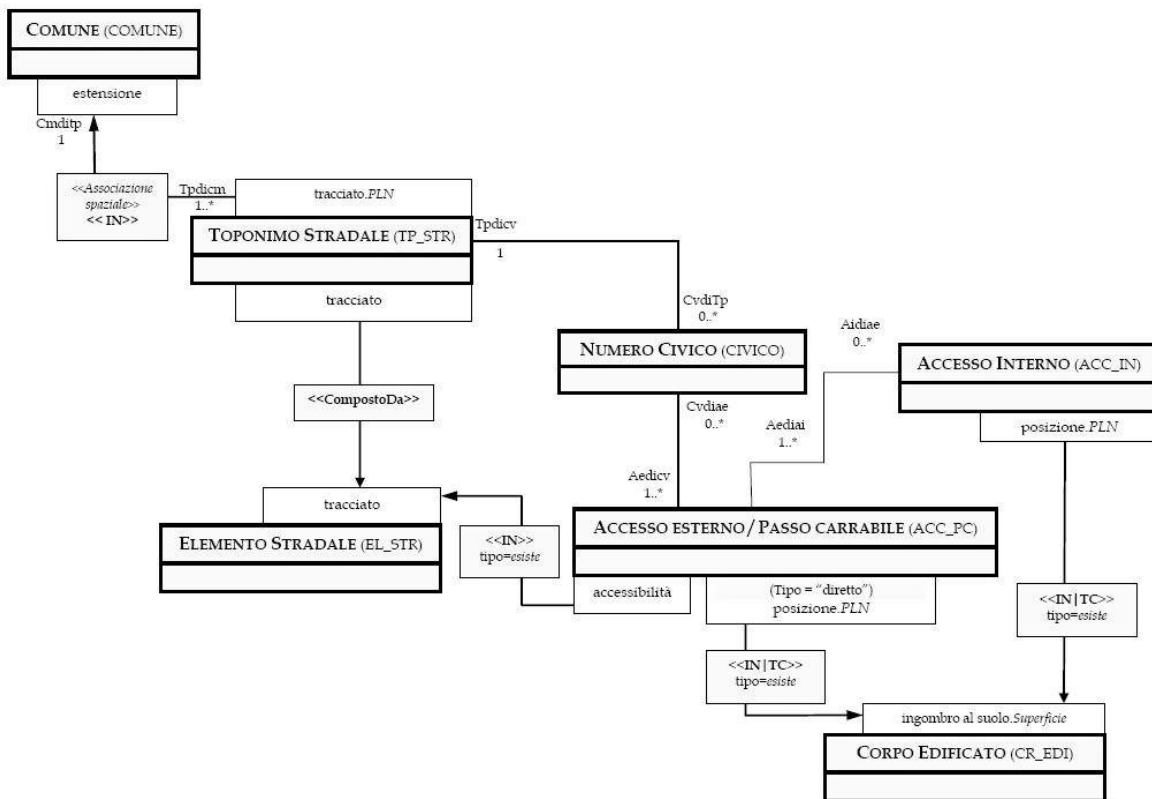 COMUNE (COMUNE)
estensione
Cmditp
1
<<Associazione
spaziale>>
<< IN>>
Tpdicm
1..*
tracciato.PLN
TOPONIMO STRADALE (TP_STR)
tracciato
Tpdicv
1
CvdiTp
0..*
NUMERO CIVICO (CIVICO)
Aidiae
0..*
ACCESSO INTERNO (ACC_IN)
posizione.PLN
<<CompostoDa>>
Cvdiae
0..*
Aediai
1..*
Aedicv
1..*
tracciato
ELEMENTO STRADALE (EL_STR)
<<IN>>
tipo=esiste
ACCESSO ESTERNO / PASSO CARRABILE (ACC_PC)
accessibilità
(Tipo = “diretto”)
posizione.PLN
<<IN|TC>>
tipo=esiste
<<IN|TC>>
tipo=esiste
ingombro al suolo.Superficie
CORPO EDIFICATO (CR_EDI)